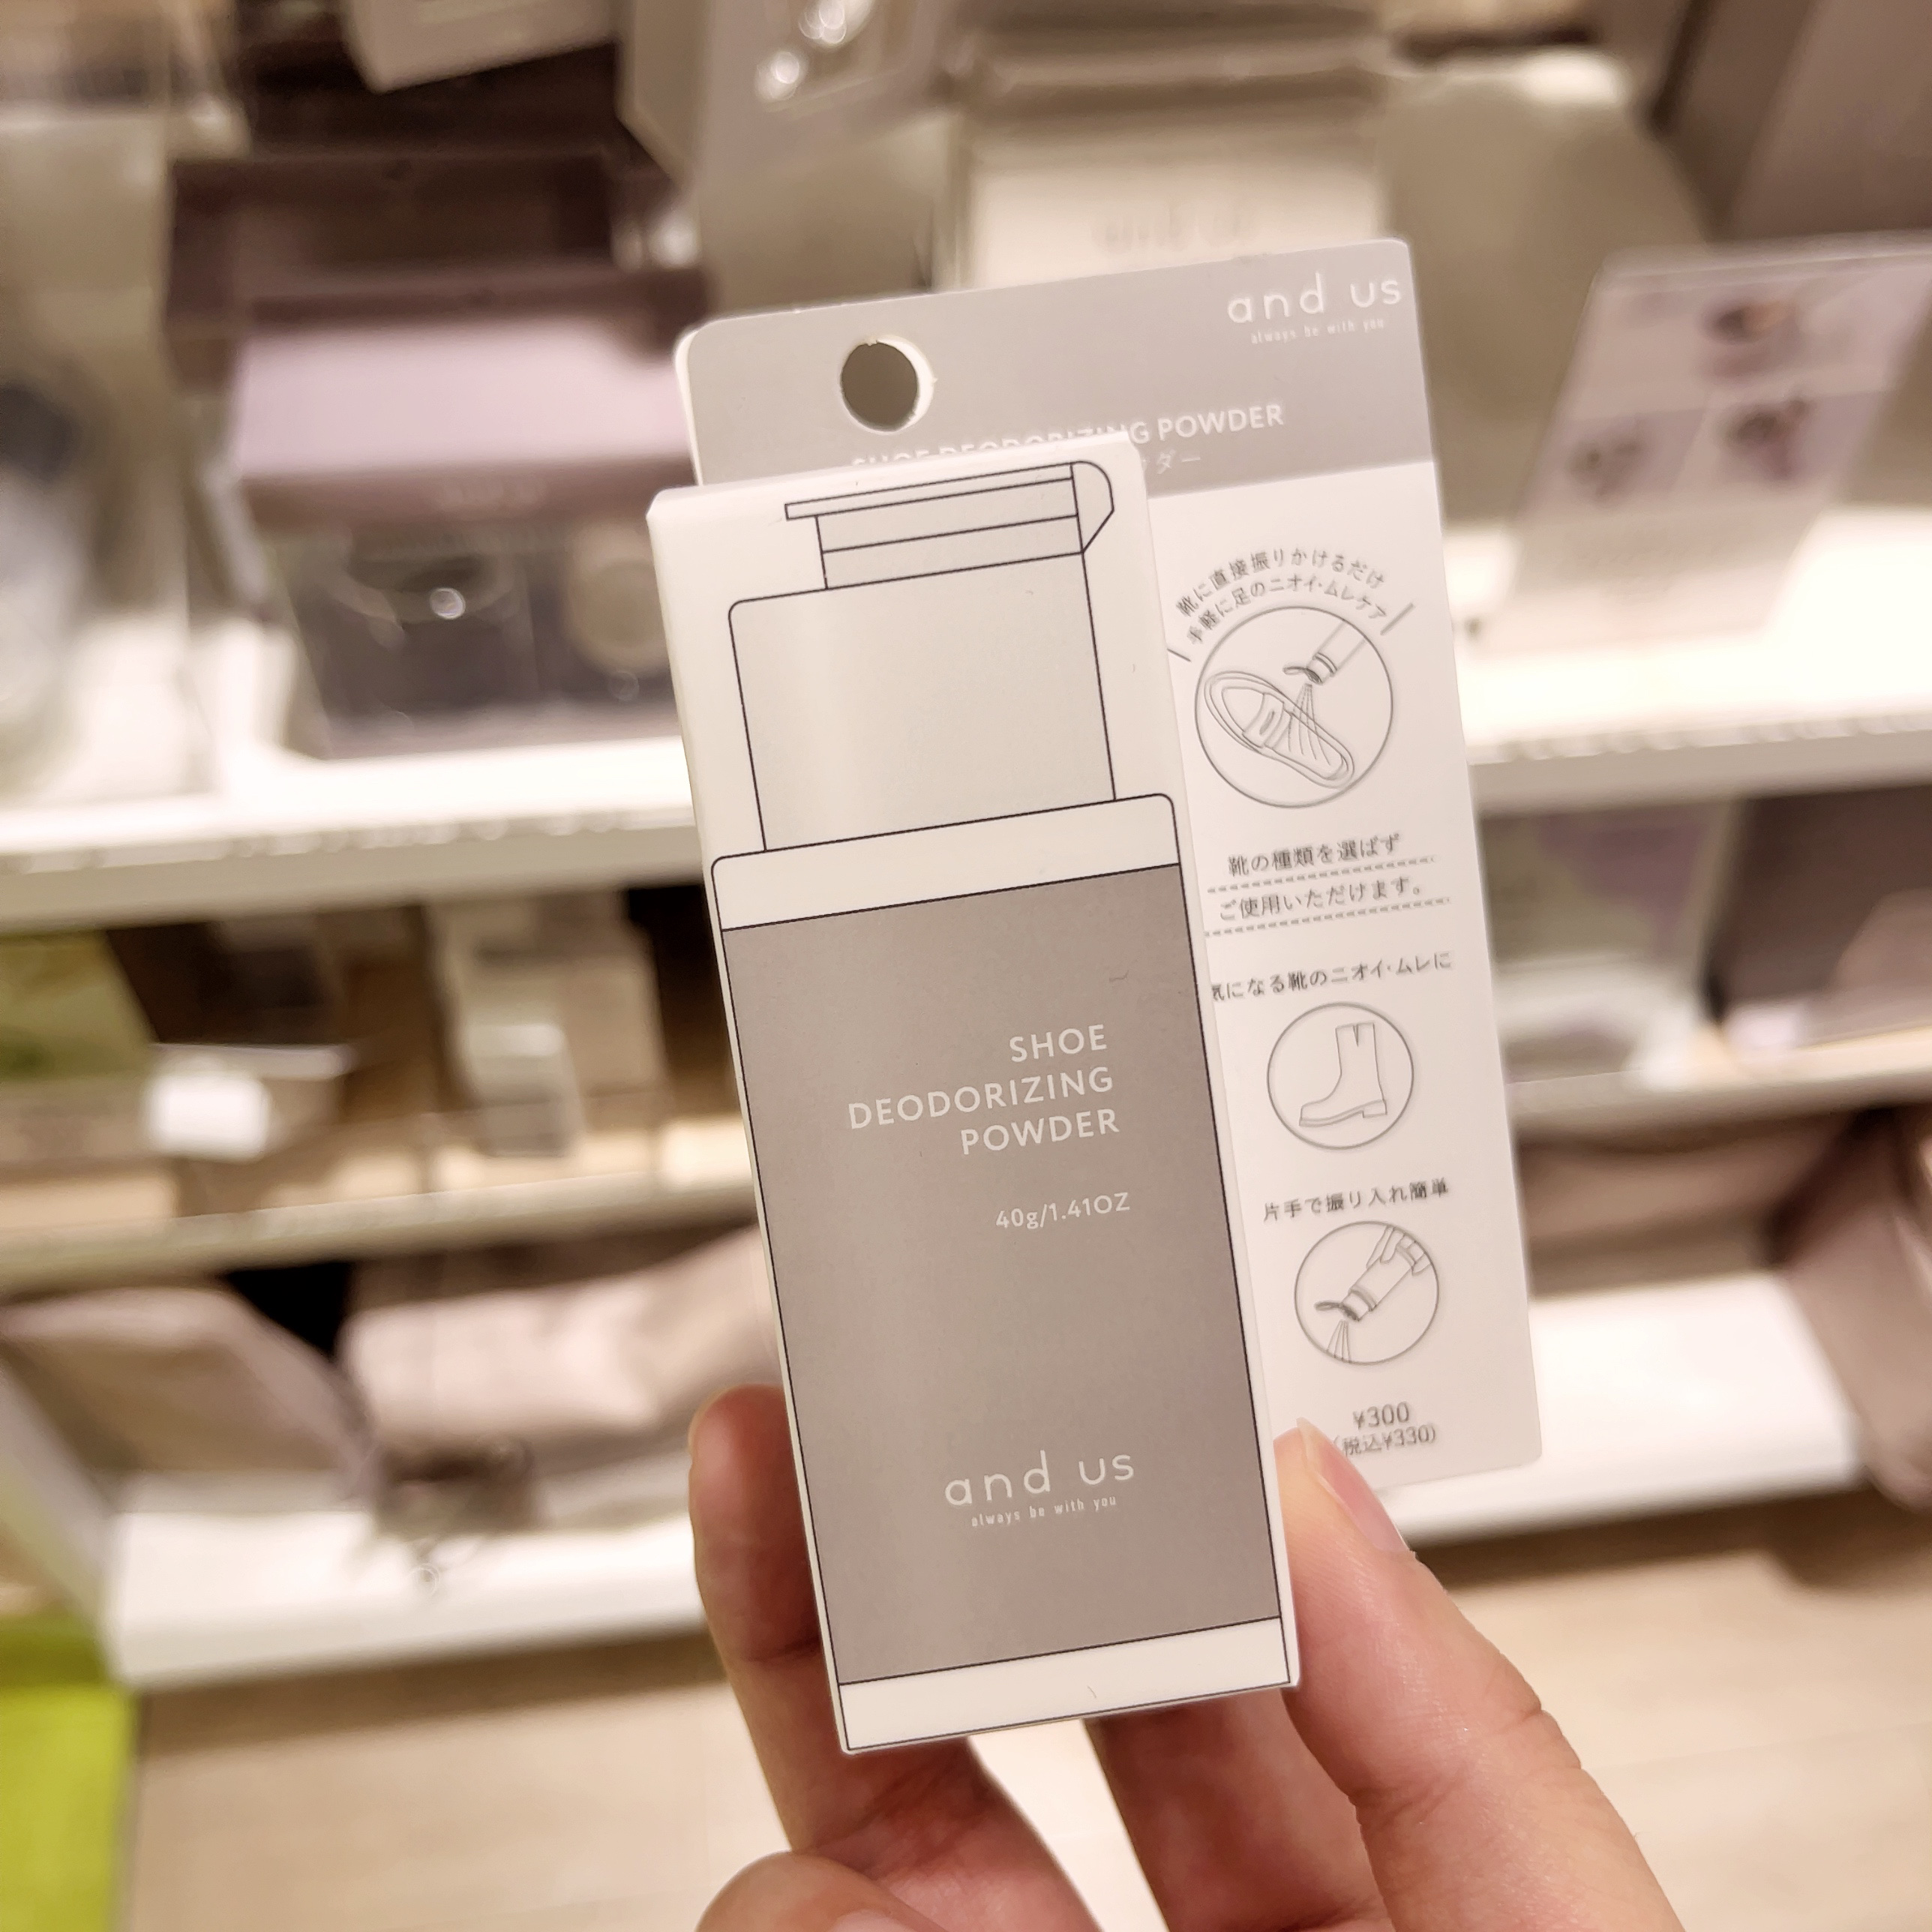 and us
always be with you
SHOE DEODORIZING POWDER
ダー
靴に直接振りかけるだけ
手軽に足のニオイ・ムレケア
靴の種類を選ばず
ご使用いただけます。
気になる靴のニオイ・ムレに
片手で振り入れ簡単
¥300
(税込¥330)
SHOE
DEODORIZING
POWDER
40g/1.41OZ
and us
always be with you